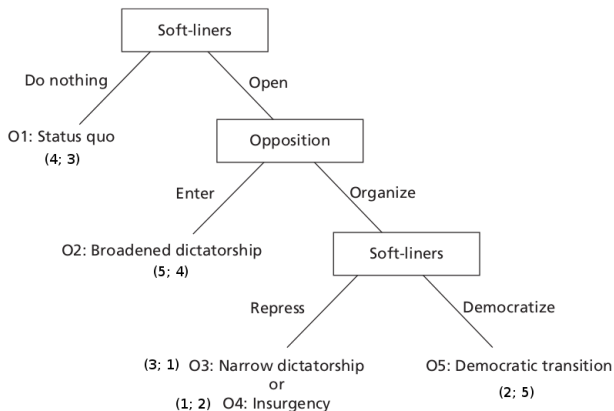 Soft-liners
Do nothing
Open
O1: Status quo
(4; 3)
Opposition
Enter
Organize
O2: Broadened dictatorship
(5; 4)
Soft-liners
Repress
Democratize
(3; 1) O3: Narrow dictatorship
or
(1; 2) O4: Insurgency
O5: Democratic transition
(2; 5)